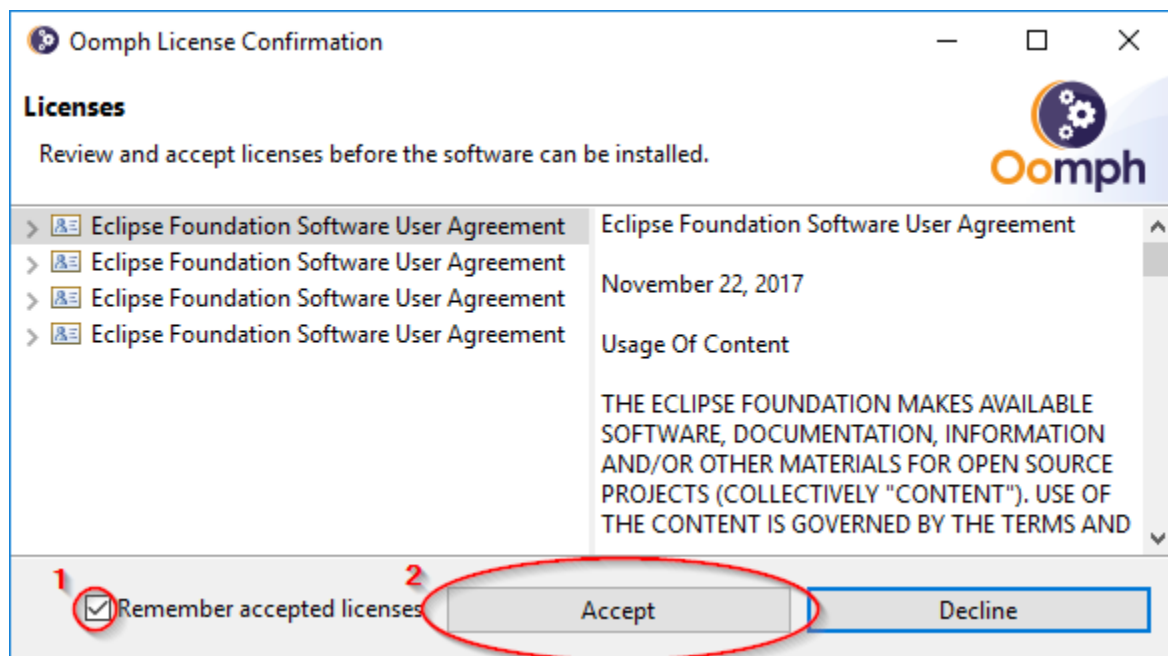 Oomph License Confirmation
Licenses
Review and accept licenses before the software can be installed.
Oomph
Eclipse Foundation Software User Agreement
Eclipse Foundation Software User Agreement
Eclipse Foundation Software User Agreement
Eclipse Foundation Software User Agreement
Eclipse Foundation Software User Agreement
November 22, 2017
Usage Of Content
THE ECLIPSE FOUNDATION MAKES AVAILABLE
SOFTWARE, DOCUMENTATION, INFORMATION
AND/OR OTHER MATERIALS FOR OPEN SOURCE
PROJECTS (COLLECTIVELY "CONTENT"). USE OF
THE CONTENT IS GOVERNED BY THE TERMS AND
1
Remember accepted licenses
2
Accept
Decline